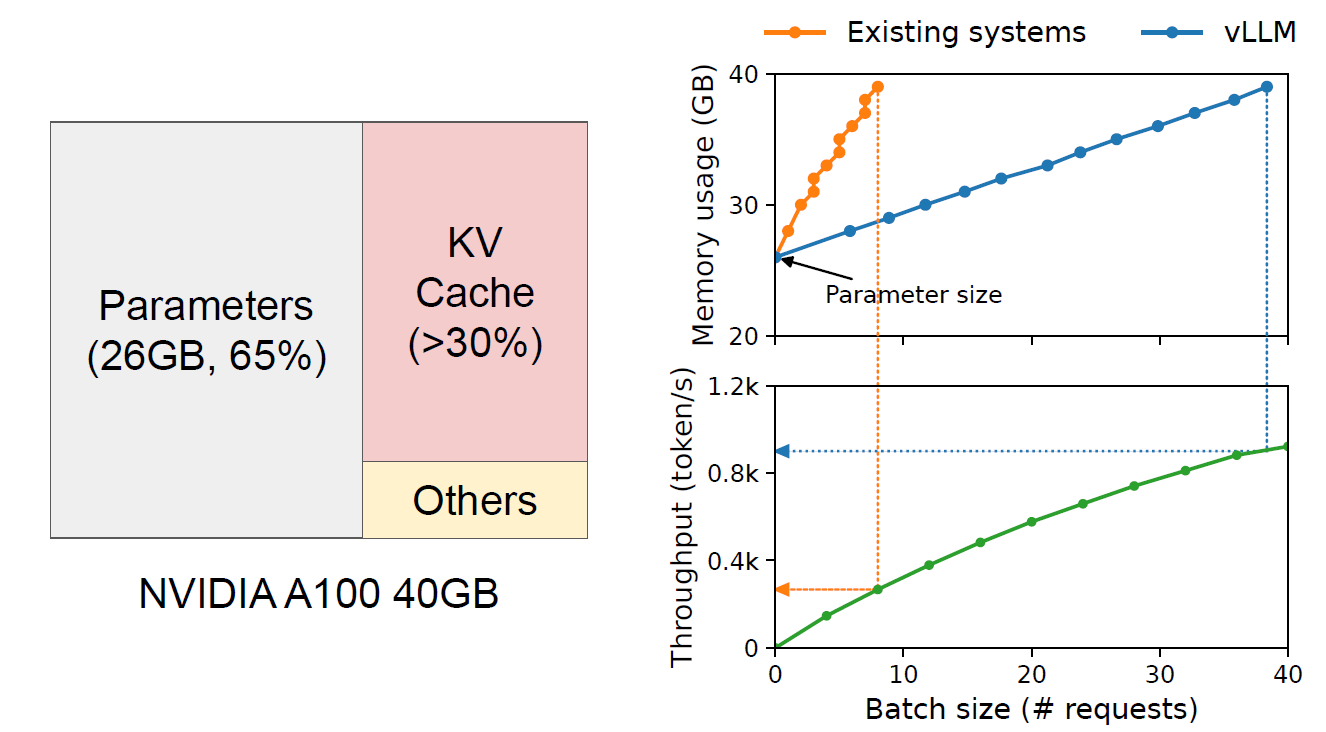 Parameters
(26GB, 65%)
KV
Cache
(>30%)
Others
NVIDIA A100 40GB
Existing systems
vLLM
Memory usage (GB)
40
30
20
Parameter size
Throughput (token/s)
1.2k
0.8k
0.4k
0
0 10 20 30 40
Batch size (# requests)